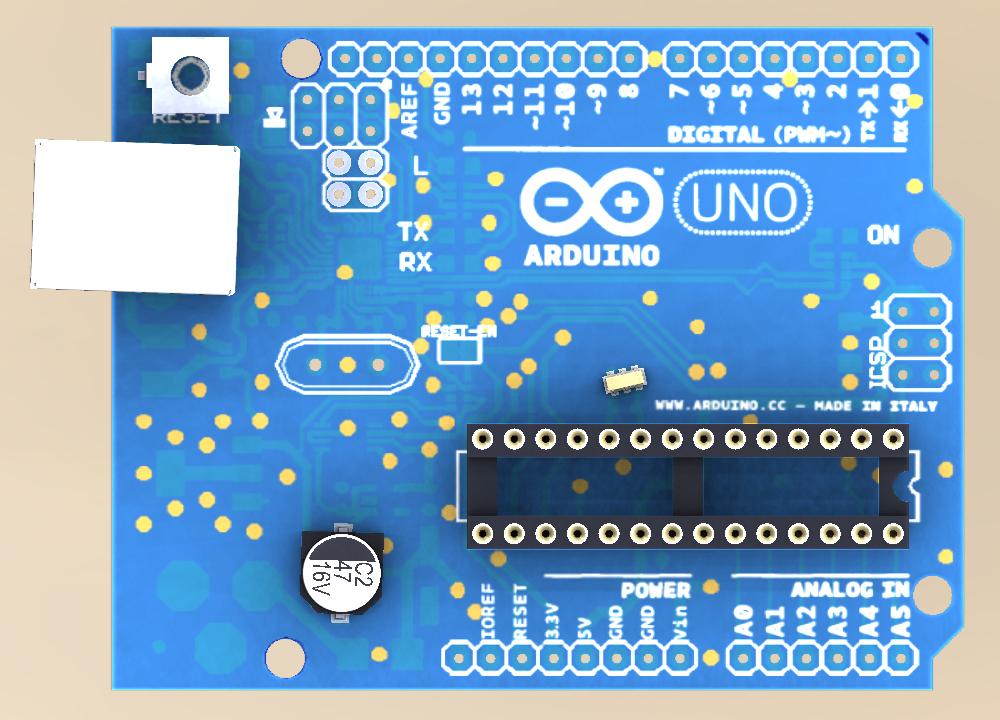 RESET
AREF
GND
13
12
~11
~10
~9
8
7
~6
~5
4
~3
2
TX→1
RX←0
DIGITAL (PWM~)
L
TX
RX
UNO
ARDUINO
ON
RESET-EN
1
ICSP
WWW.ARDUINO.CC - MADE IN ITALY
C2
47
16V
POWER
ANALOG IN
IOREF
RESET
3.3V
5V
GND
GND
Vin
A0
A1
A2
A3
A4
A5